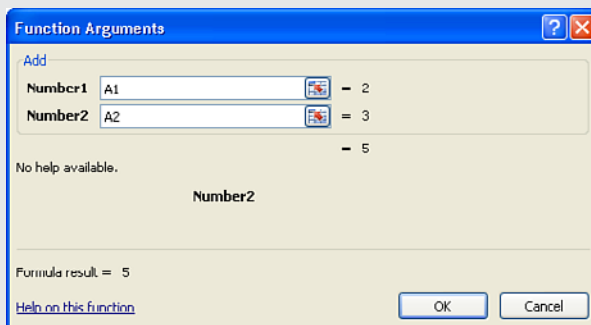 Function Arguments
Add
Number1 A1 = 2
Number2 A2 = 3
= 5
No help available.
Number2
Formula result = 5
Help on this function
OK Cancel